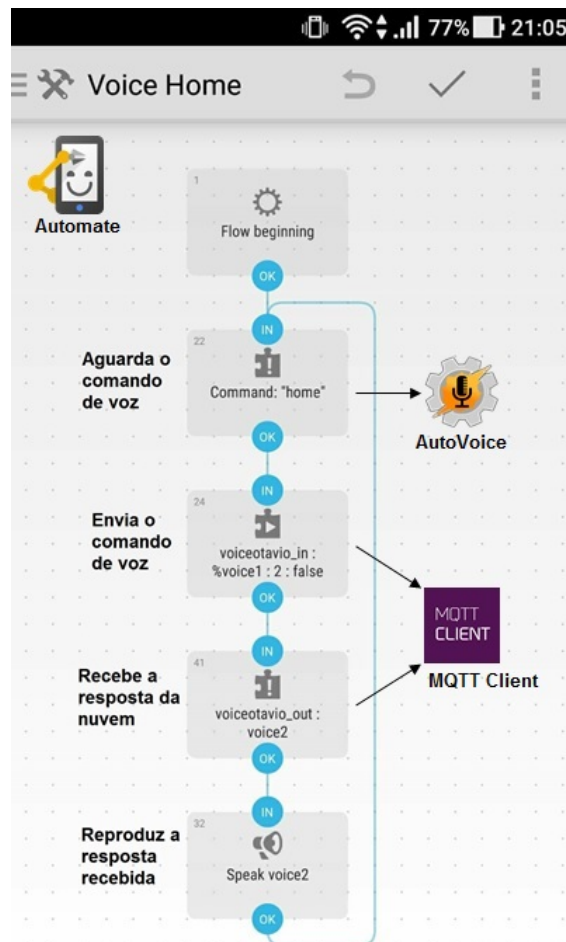 77% 21:05
Voice Home
Automate
1
Flow beginning
OK
IN
22
Aguarda o
comando
de voz
Command: "home"
AutoVoice
OK
IN
24
Envia o
comando
de voz
voiceotavio_in :
%voice1 : 2 : false
OK
MQTT
CLIENT
MQTT Client
IN
41
Recebe a
resposta da
nuvem
voiceotavio_out :
voice2
OK
IN
32
Reproduz a
resposta
recebida
Speak voice2
OK